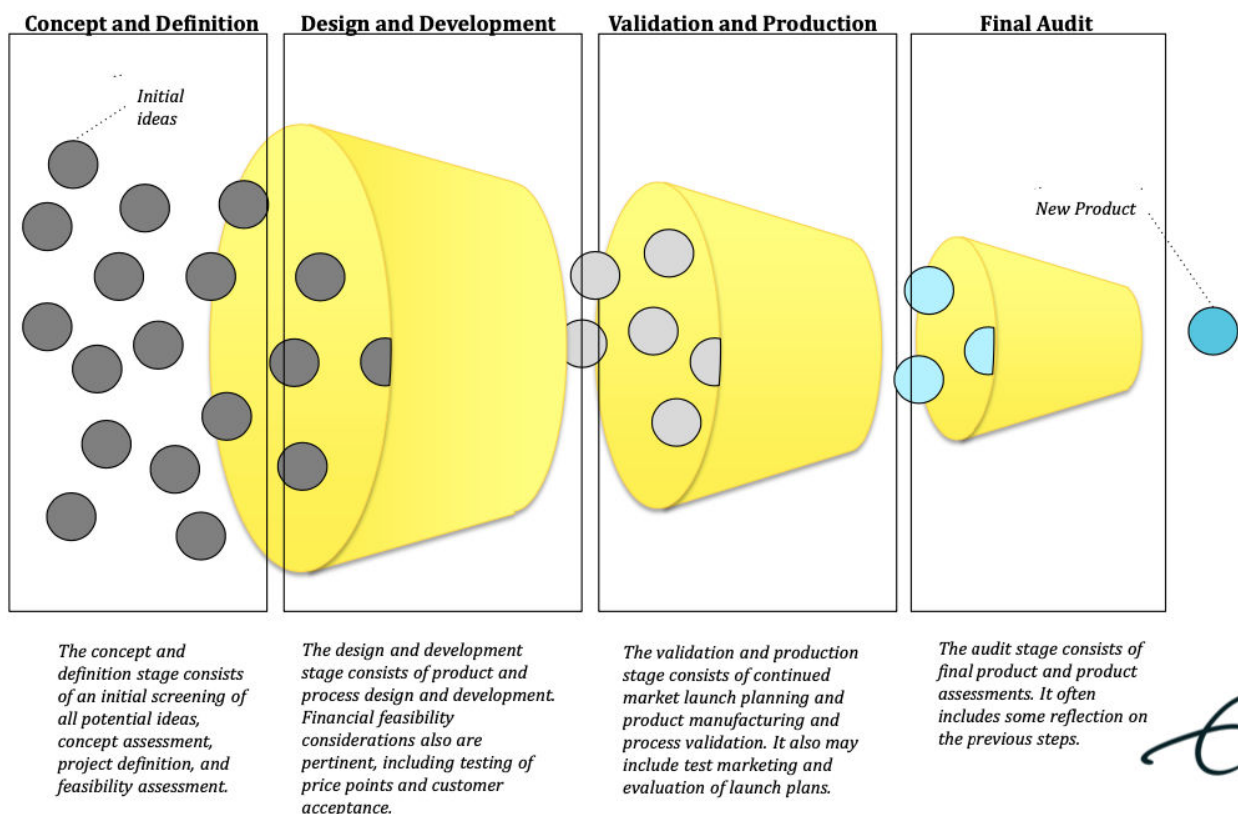 Concept and Definition
Design and Development
Validation and Production
Final Audit
Initial
ideas
New Product
The concept and
definition stage consists
of an initial screening of
all potential ideas,
concept assessment,
project definition, and
feasibility assessment.
The design and development
stage consists of product and
process design and development.
Financial feasibility
considerations also are
pertinent, including testing of
price points and customer
acceptance.
The validation and production
stage consists of continued
market launch planning and
product manufacturing and
process validation. It also may
include test marketing and
evaluation of launch plans.
The audit stage consists of
final product and product
assessments. It often
includes some reflection on
the previous steps.